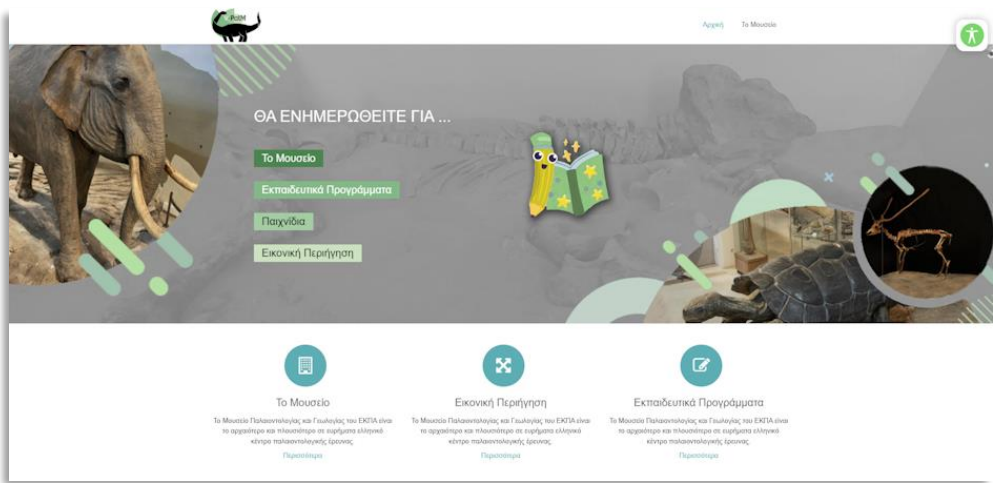 PalIM
Αρχική Το Μουσείο
ΘΑ ΕΝΗΜΕΡΩΘΕΙΤΕ ΓΙΑ ...
Το Μουσείο
Εκπαιδευτικά Προγράμματα
Παιχνίδια
Εικονική Περιήγηση
Το Μουσείο
Το Μουσείο Παλαιοντολογίας και Γεωλογίας του ΕΚΠΑ είναι
το αρχαιότερο και πλουσιότερο σε ευρήματα ελληνικό
κέντρο παλαιοντολογικής έρευνας.
Περισσότερα
Εικονική Περιήγηση
Το Μουσείο Παλαιοντολογίας και Γεωλογίας του ΕΚΠΑ είναι
το αρχαιότερο και πλουσιότερο σε ευρήματα ελληνικό
κέντρο παλαιοντολογικής έρευνας.
Περισσότερα
Εκπαιδευτικά Προγράμματα
Το Μουσείο Παλαιοντολογίας και Γεωλογίας του ΕΚΠΑ είναι
το αρχαιότερο και πλουσιότερο σε ευρήματα ελληνικό
κέντρο παλαιοντολογικής έρευνας.
Περισσότερα